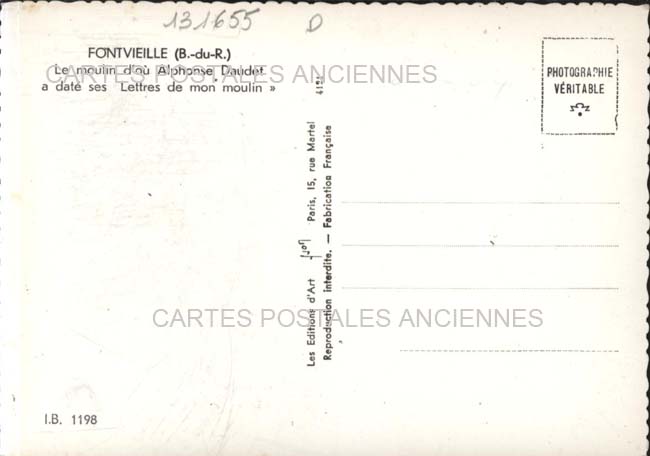 131655 D
FONTVIEILLE (B.-du-R.)
Le moulin d'où Alphonse Daudet
a daté ses Lettres de mon moulin »
CARTES POSTALES ANCIENNES
PHOTOGRAPHIE
VÉRITABLE
Les Editions d'Art Yvon Paris, 15, rue Martel
Reproduction interdite. — Fabrication Française
CARTES POSTALES ANCIENNES
I.B. 1198